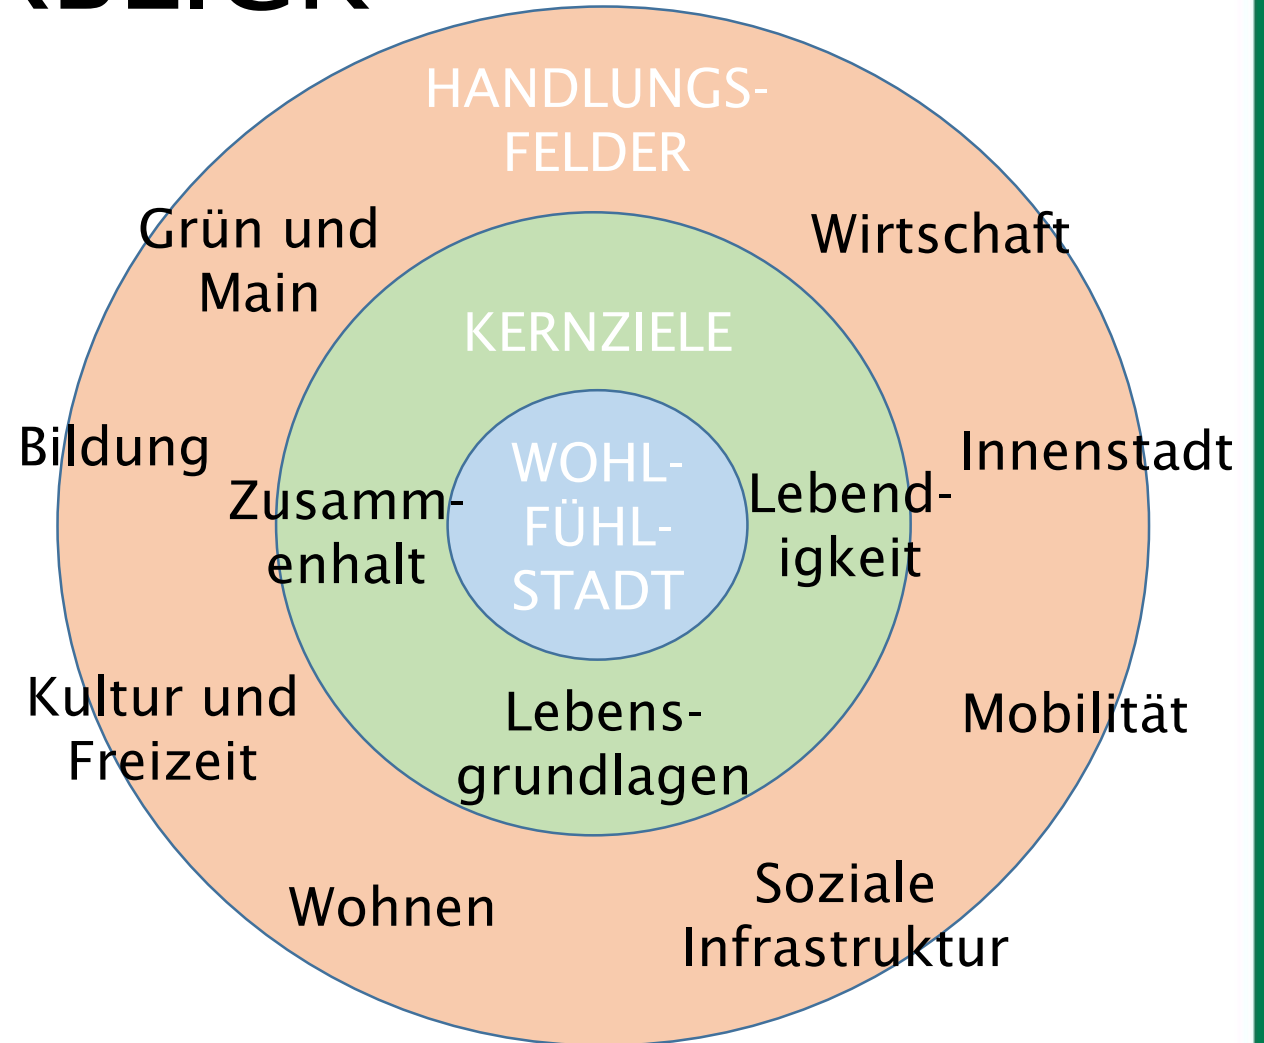 HANDLUNGS-
FELDER
Grün und
Main
Wirtschaft
KERNZIELE
Bildung
WOHL-
FÜHL-
STADT
Innenstadt
Zusamm-
enhalt
Lebend-
igkeit
Kultur und
Freizeit
Lebens-
grundlagen
Mobilität
Wohnen
Soziale
Infrastruktur